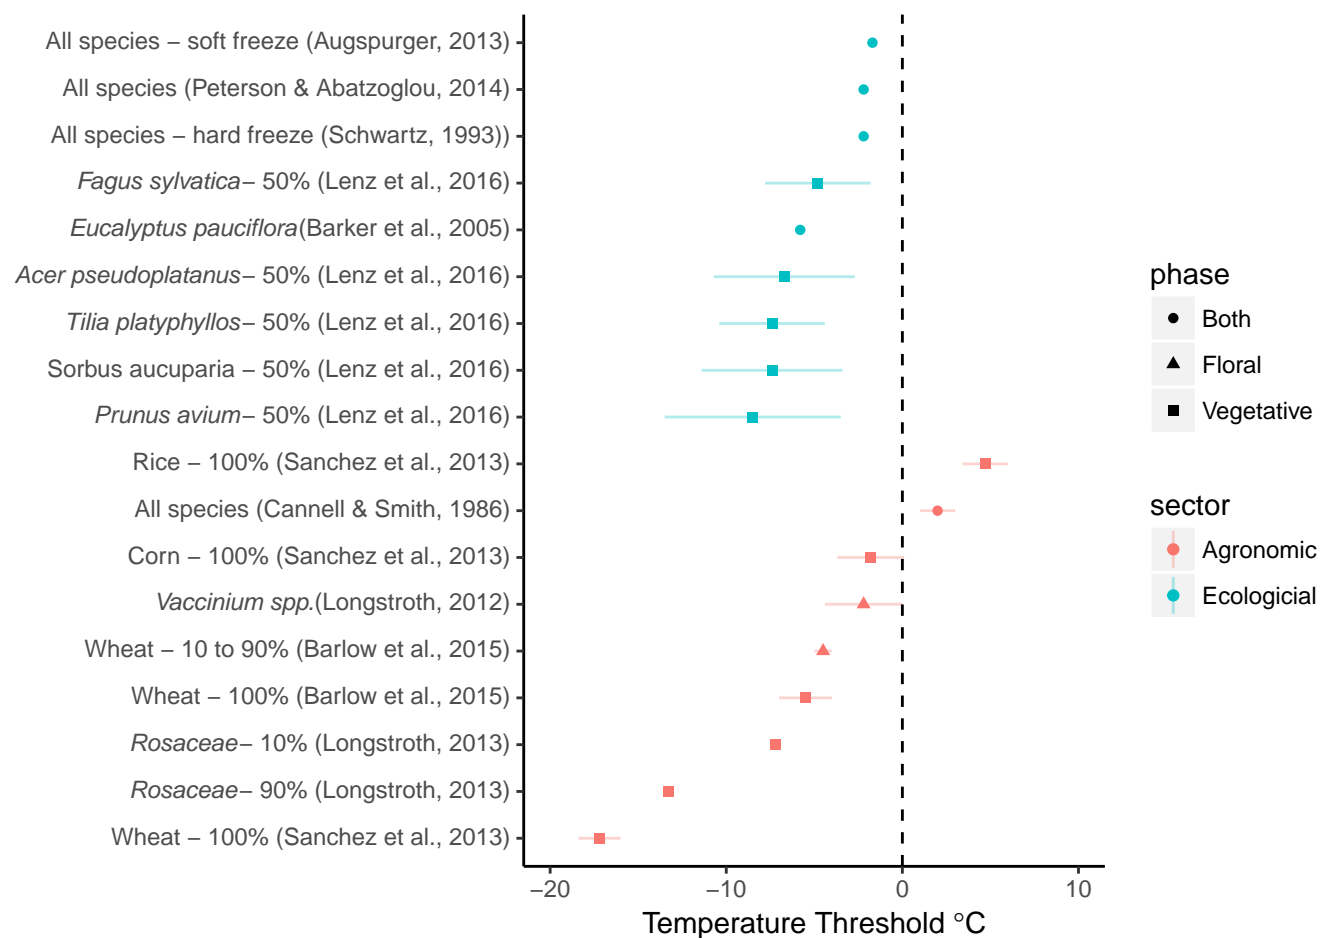 All species – soft freeze (Augspurger, 2013)
All species (Peterson & Abatzoglou, 2014)
All species – hard freeze (Schwartz, 1993))
Fagus sylvatica– 50% (Lenz et al., 2016)
Eucalyptus pauciflora(Barker et al., 2005)
Acer pseudoplatanus– 50% (Lenz et al., 2016)
Tilia platyphyllos– 50% (Lenz et al., 2016)
Sorbus aucuparia – 50% (Lenz et al., 2016)
Prunus avium– 50% (Lenz et al., 2016)
Rice – 100% (Sanchez et al., 2013)
All species (Cannell & Smith, 1986)
Corn – 100% (Sanchez et al., 2013)
Vaccinium spp.(Longstroth, 2012)
Wheat – 10 to 90% (Barlow et al., 2015)
Wheat – 100% (Barlow et al., 2015)
Rosaceae– 10% (Longstroth, 2013)
Rosaceae– 90% (Longstroth, 2013)
Wheat – 100% (Sanchez et al., 2013)
−20 −10 0 10
Temperature Threshold °C
phase
Both
Floral
Vegetative
sector
Agronomic
Ecologicial